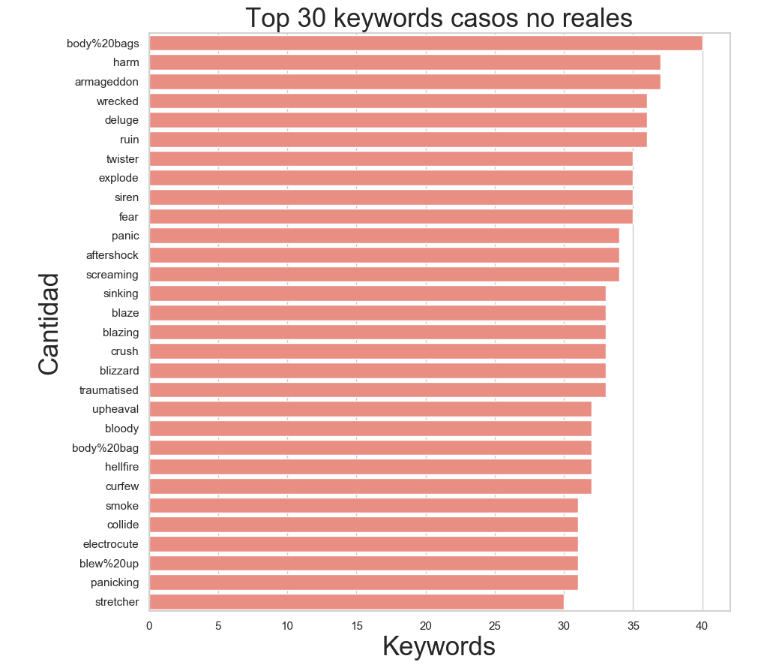 Top 30 keywords casos no reales
body%20bags
harm
armageddon
wrecked
deluge
ruin
twister
explode
siren
fear
panic
aftershock
screaming
sinking
blaze
blazing
crush
blizzard
traumatised
upheaval
bloody
body%20bag
hellfire
curfew
smoke
collide
electrocute
blew%20up
panicking
stretcher
Cantidad
0 5 10 15 20 25 30 35 40
Keywords